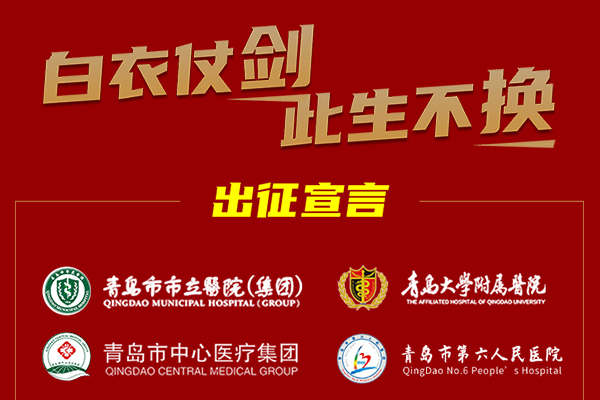 白衣仗剑
此生不换
出征宣言
青岛市市立醫院(集团)
QINGDAO MUNICIPAL HOSPITAL (GROUP)
青岛大學附属醫院
THE AFFILIATED HOSPITAL OF QINGDAO UNIVERSITY
青岛市中心医疗集团
QINGDAO CENTRAL MEDICAL GROUP
青岛市第六人民医院
QingDao No.6 People's Hospital